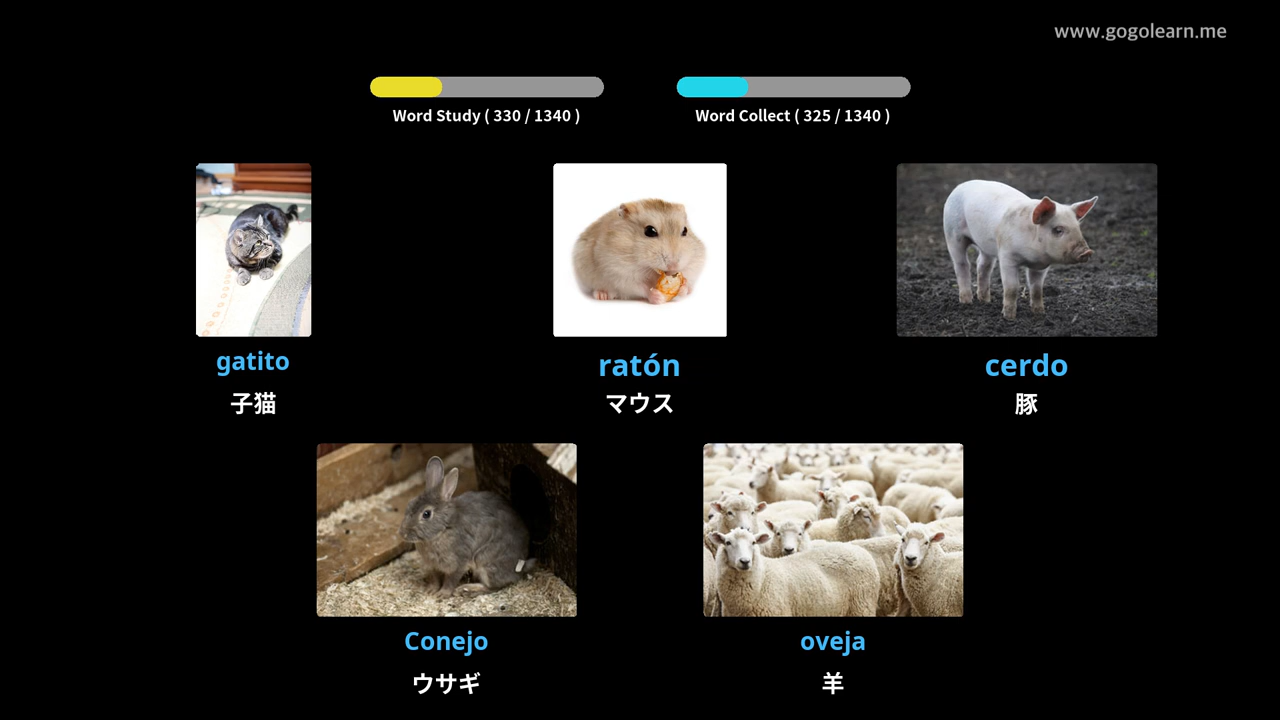 www.gogolearn.me
Word Study ( 330 / 1340 )
Word Collect ( 325 / 1340 )
gatito
子猫
ratón
マウス
cerdo
豚
Conejo
ウサギ
oveja
羊